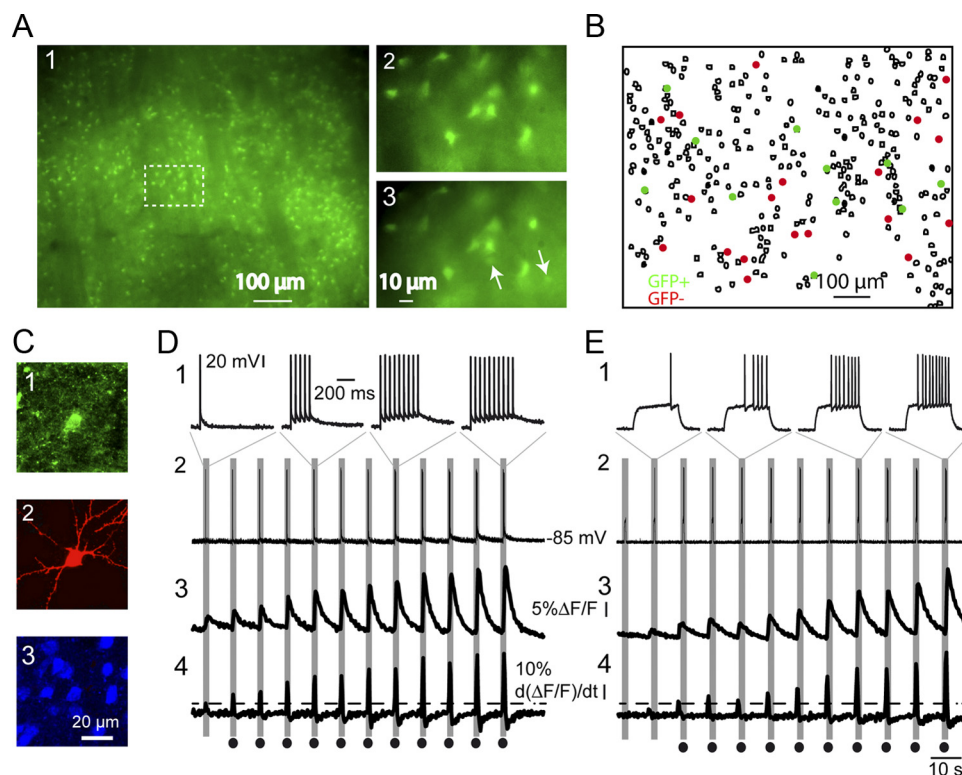 A
1
100 µm
2
3
10 µm
B
GFP+
GFP-
100 µm
C
1
2
3
20 µm
D
1
20 mV
200 ms
2
-85 mV
3
5%ΔF/F
4
10%
d(ΔF/F)/dt
E
1
2
3
4
10 s